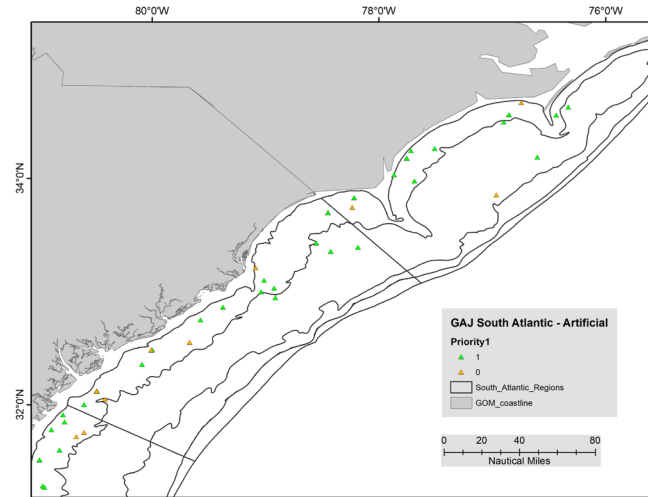 80°0'W 78°0'W 76°0'W
34°0'N
32°0'N
GAJ South Atlantic - Artificial
Priority1
1
0
South_Atlantic_Regions
GOM_coastline
0 20 40 60 80
Nautical Miles